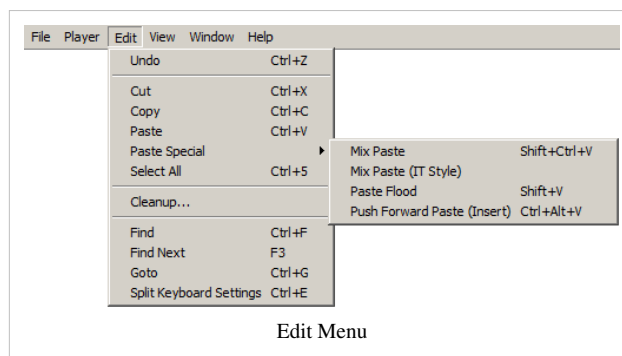 File Player Edit View Window Help
Undo Ctrl+Z
Cut Ctrl+X
Copy Ctrl+C
Paste Ctrl+V
Paste Special
Select All Ctrl+5
Cleanup...
Find Ctrl+F
Find Next F3
Goto Ctrl+G
Split Keyboard Settings Ctrl+E
Mix Paste Shift+Ctrl+V
Mix Paste (IT Style)
Paste Flood Shift+V
Push Forward Paste (Insert) Ctrl+Alt+V
Edit Menu